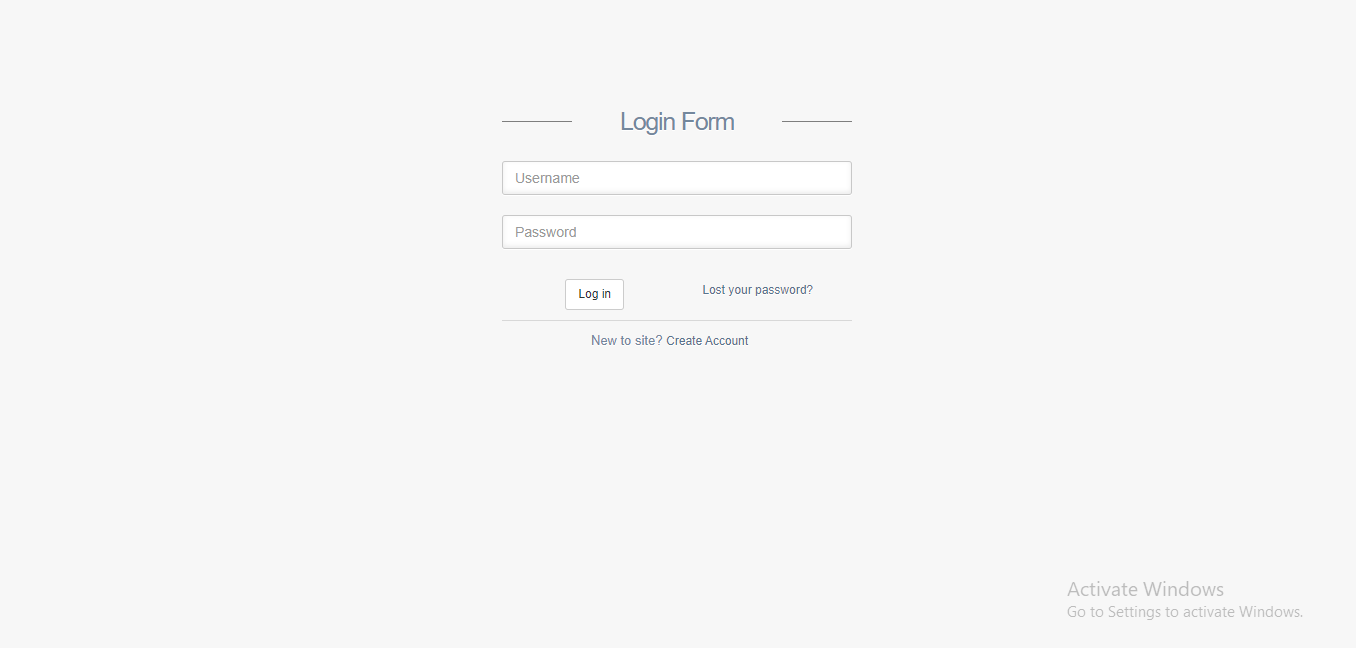 Login Form
Username
Password
Log in
Lost your password?
New to site? Create Account
Activate Windows
Go to Settings to activate Windows.